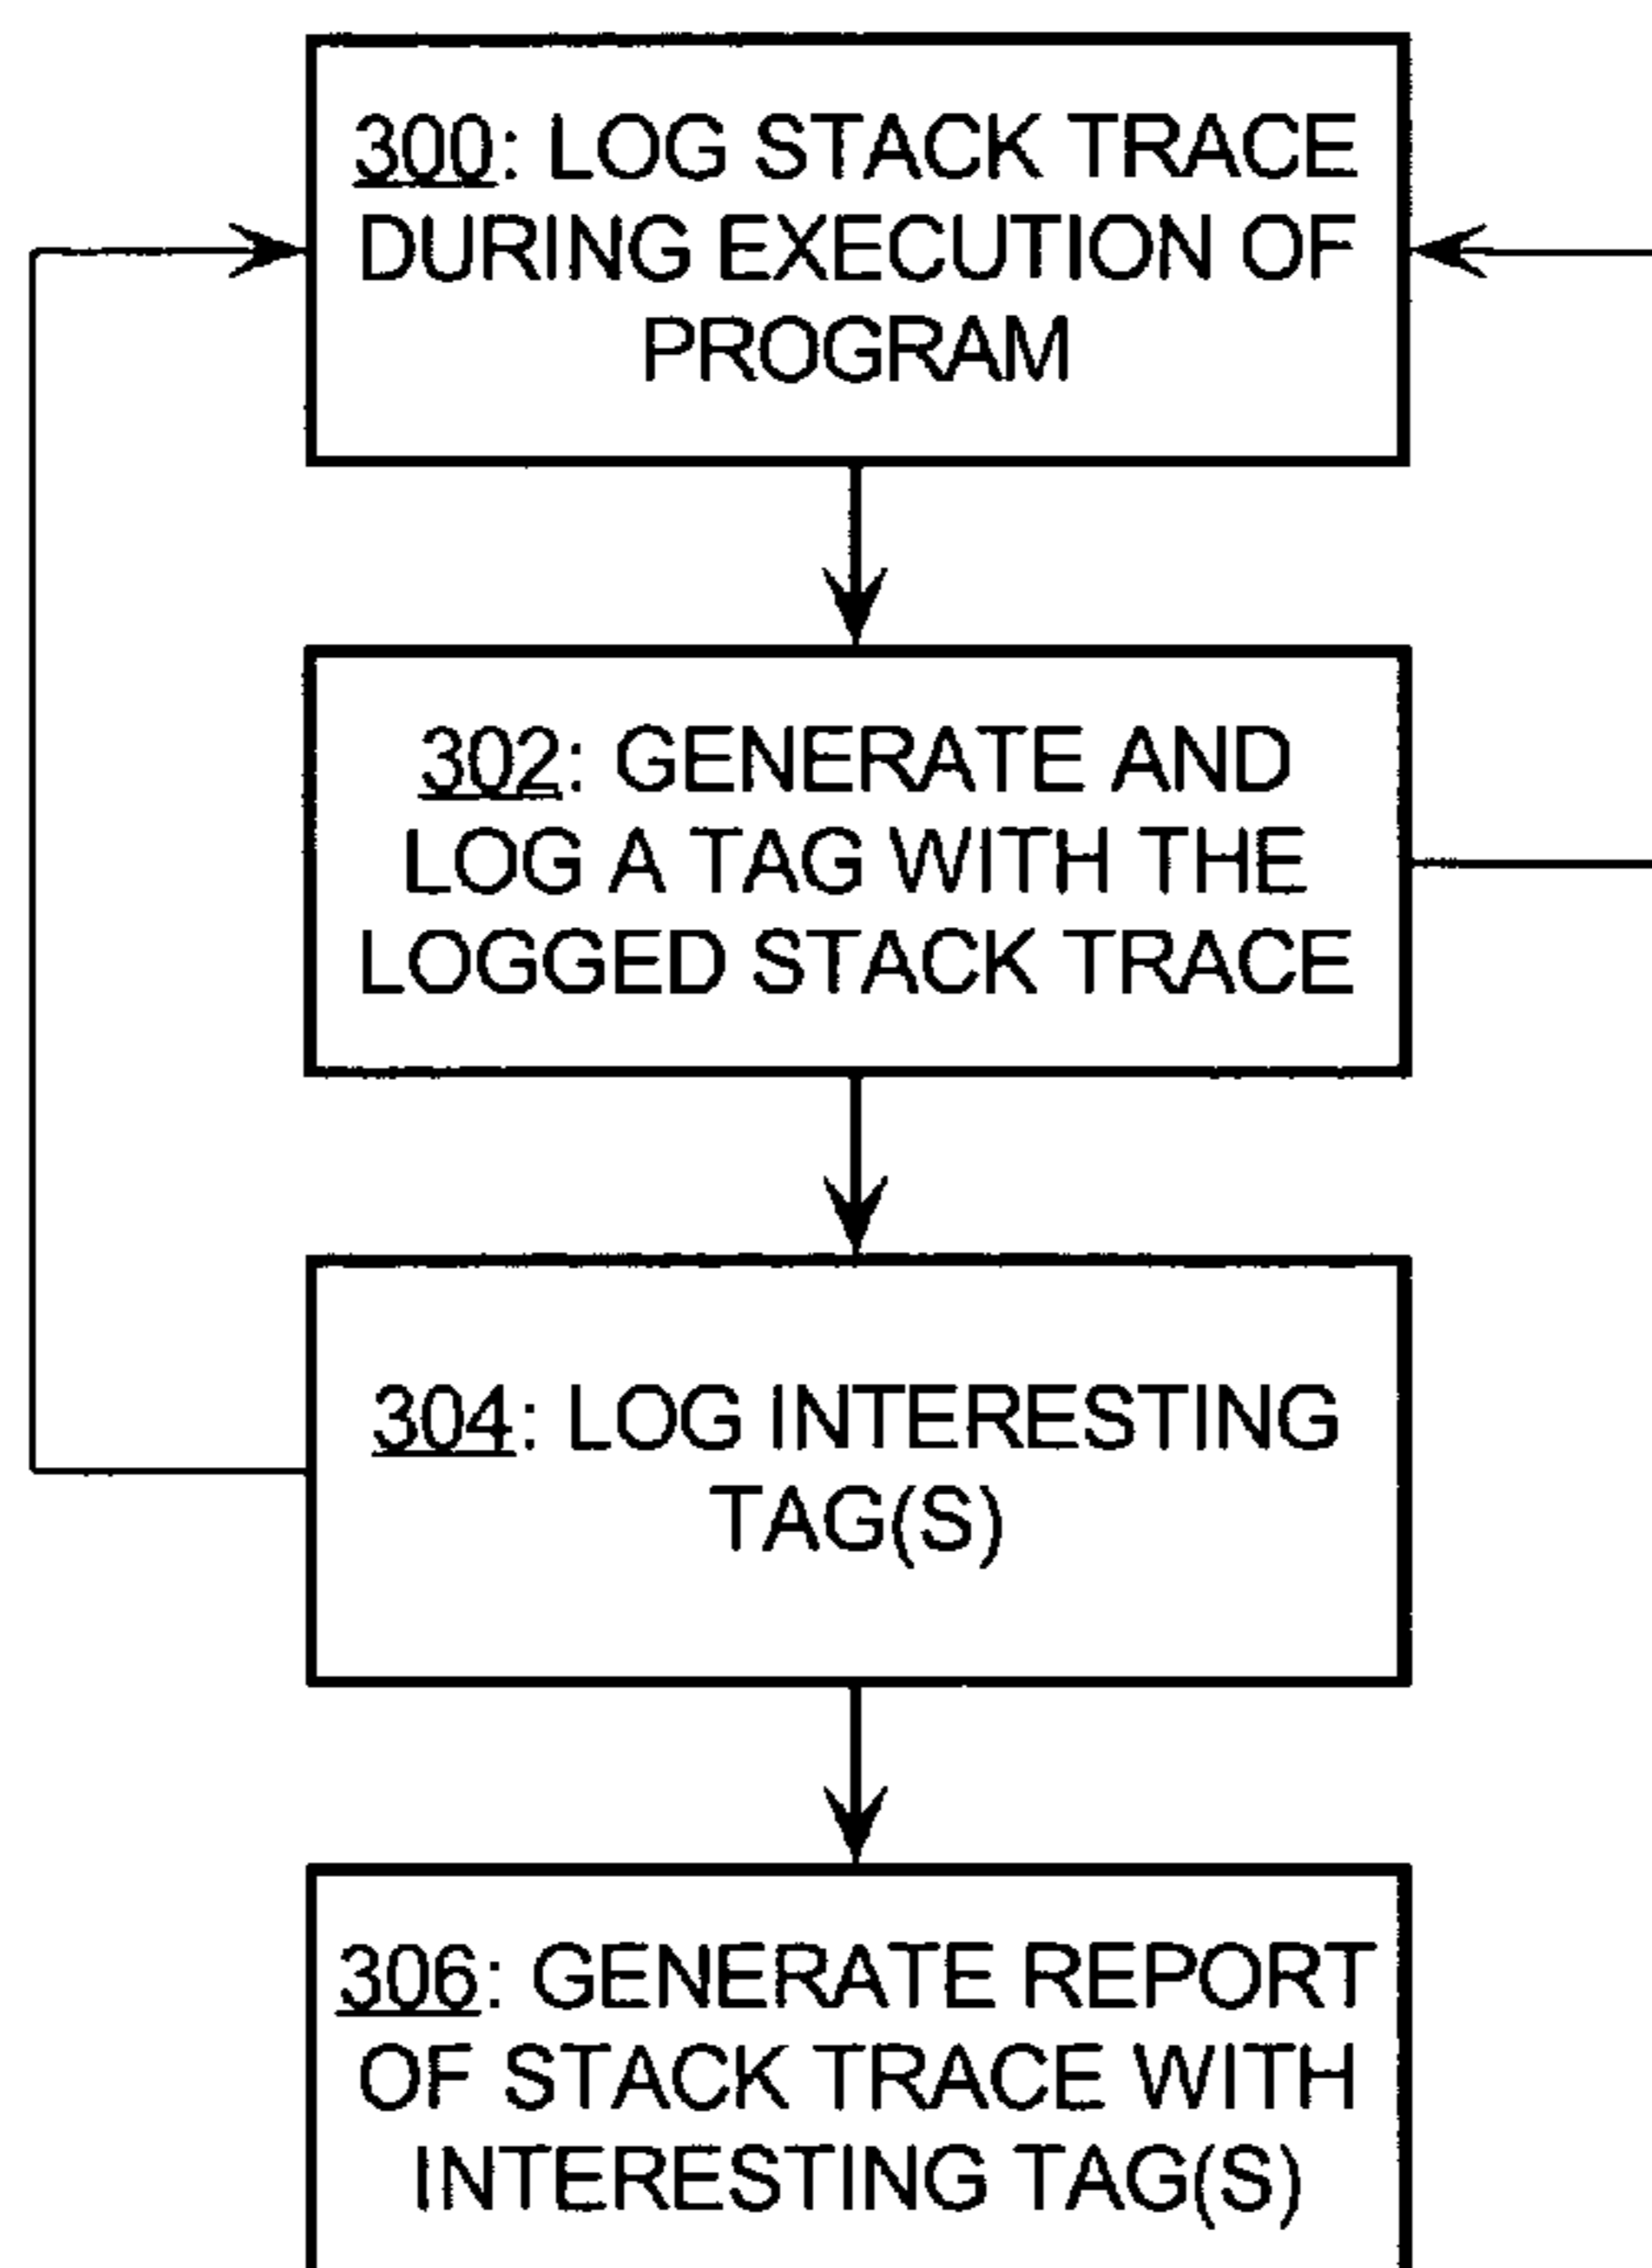 300: LOG STACK TRACE
DURING EXECUTION OF
PROGRAM
302: GENERATE AND
LOG A TAG WITH THE
LOGGED STACK TRACE
304: LOG INTERESTING
TAG(S)
306: GENERATE REPORT
OF STACK TRACE WITH
INTERESTING TAG(S)